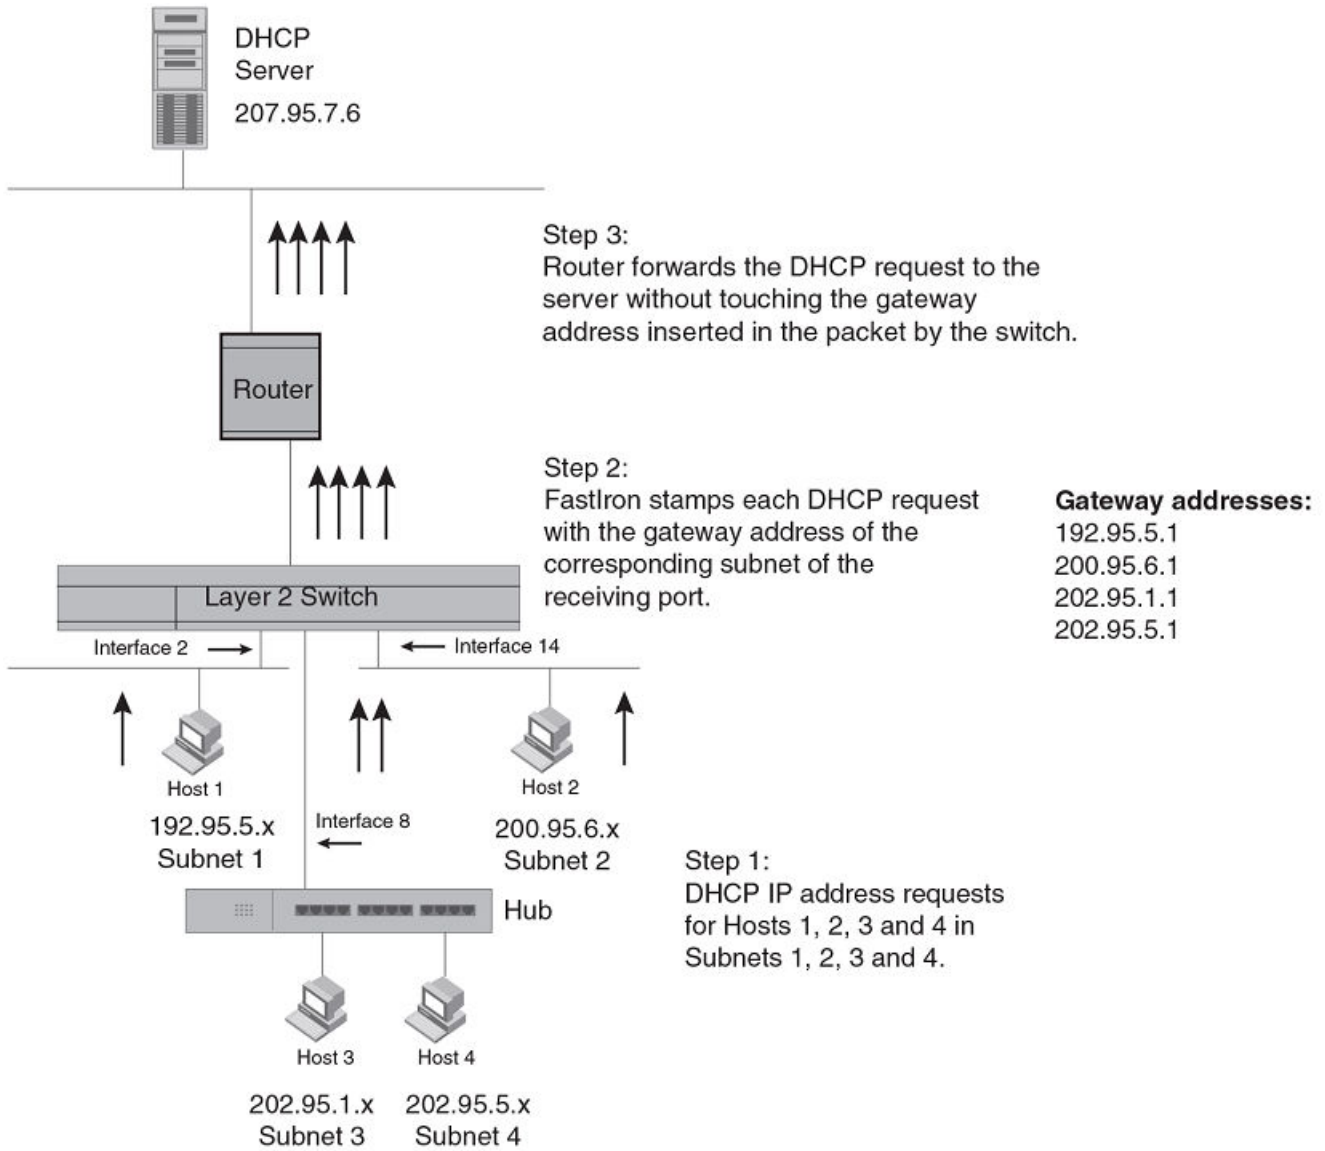 DHCP
Server
207.95.7.6
Step 3:
Router forwards the DHCP request to the
server without touching the gateway
address inserted in the packet by the switch.
Router
Step 2:
FastIron stamps each DHCP request
with the gateway address of the
corresponding subnet of the
receiving port.
Gateway addresses:
192.95.5.1
200.95.6.1
202.95.1.1
202.95.5.1
Layer 2 Switch
Interface 2
Interface 14
Host 1
192.95.5.x
Subnet 1
Interface 8
Host 2
200.95.6.x
Subnet 2
Step 1:
DHCP IP address requests
for Hosts 1, 2, 3 and 4 in
Subnets 1, 2, 3 and 4.
Hub
Host 3
202.95.1.x
Subnet 3
Host 4
202.95.5.x
Subnet 4